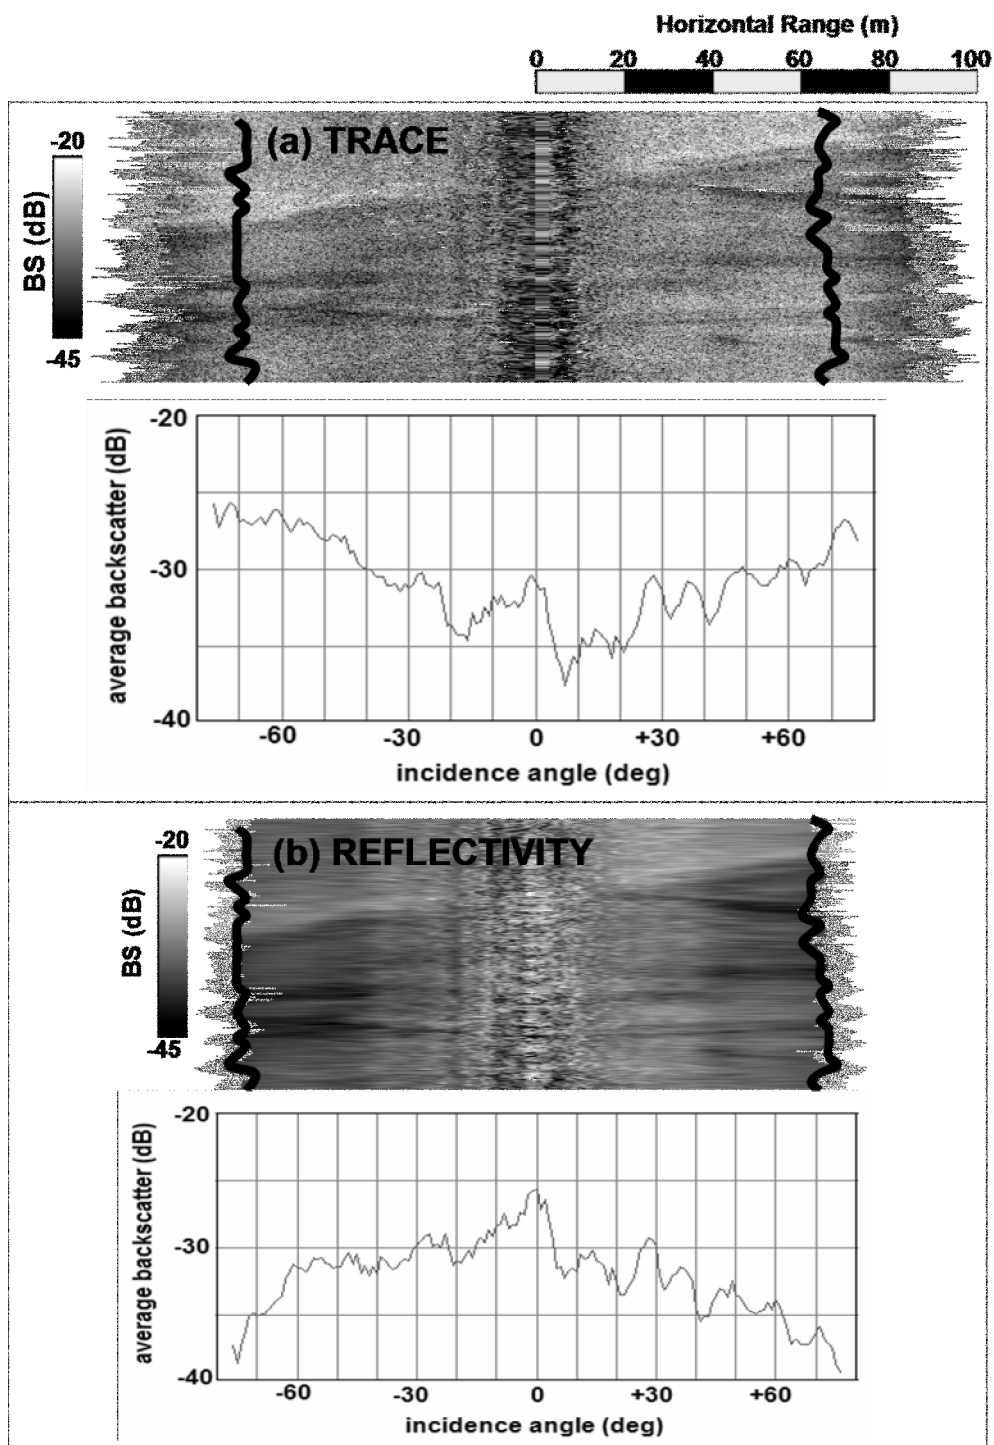 Horizontal Range (m)
0 20 40 60 80 100
(a) TRACE
-20
BS (dB)
-45
-20
-30
-40
average backscatter (dB)
-60 -30 0 +30 +60
incidence angle (deg)
(b) REFLECTIVITY
-20
BS (dB)
-45
-20
-30
-40
average backscatter (dB)
-60 -30 0 +30 +60
incidence angle (deg)